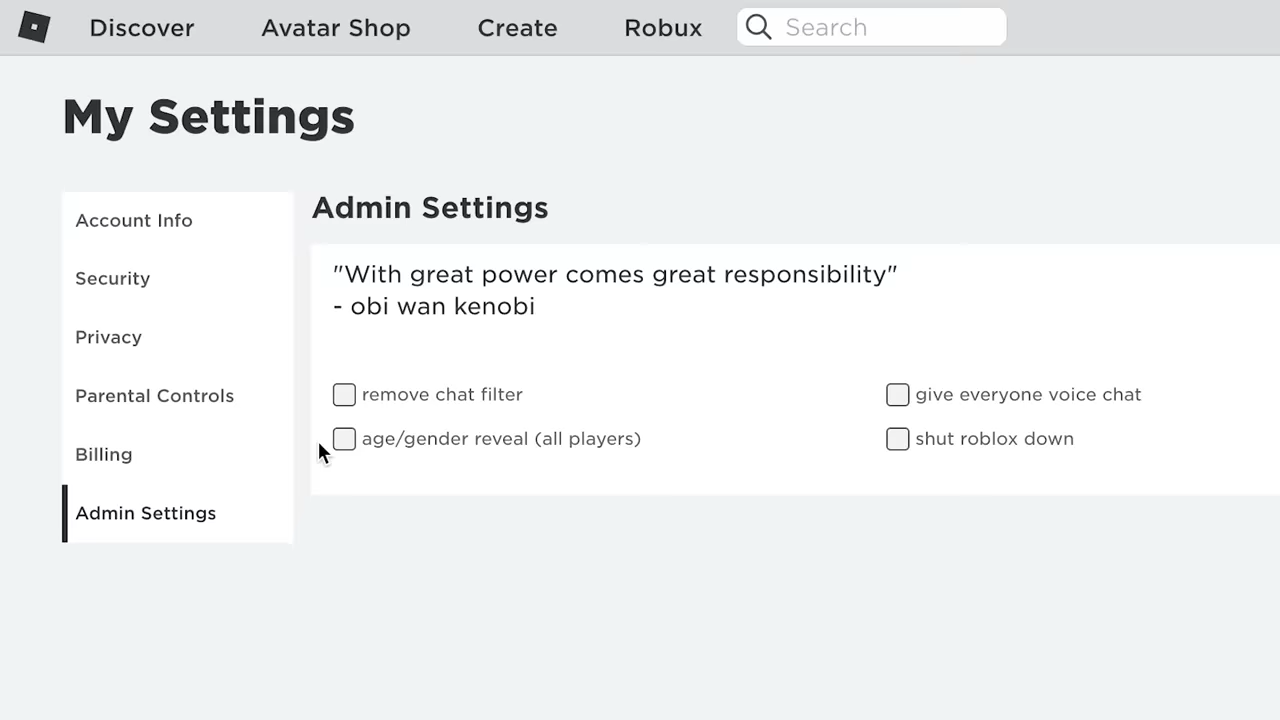 Discover Avatar Shop Create Robux Search
My Settings
Account Info
Security
Privacy
Parental Controls
Billing
Admin Settings
Admin Settings
"With great power comes great responsibility"
- obi wan kenobi
remove chat filter
give everyone voice chat
age/gender reveal (all players)
shut roblox down